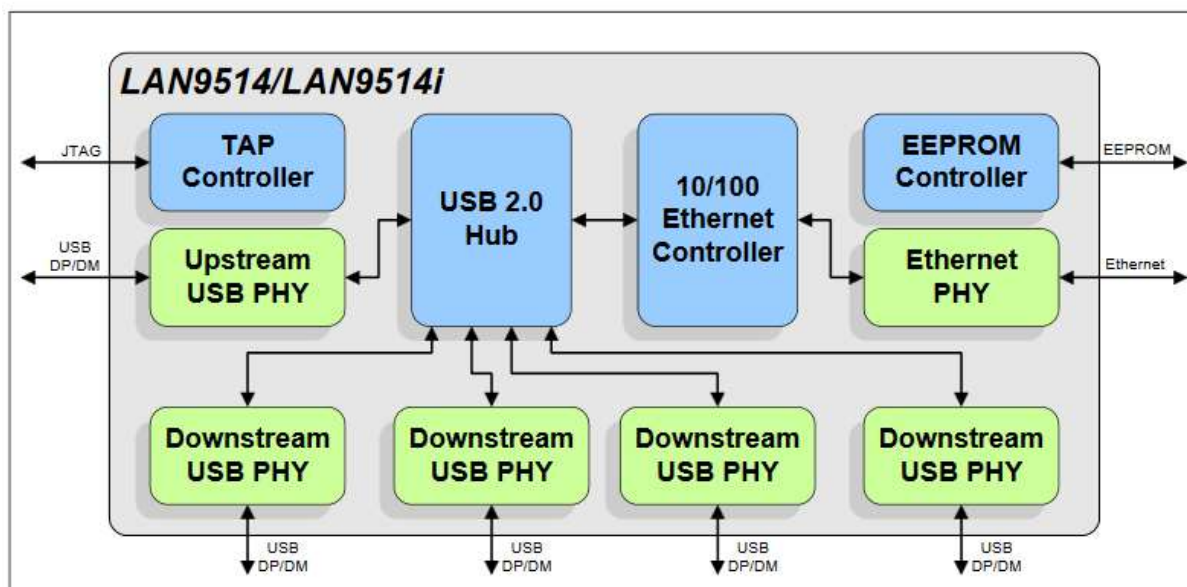 LAN9514/LAN9514i
JTAG
TAP
Controller
USB 2.0
Hub
10/100
Ethernet
Controller
EEPROM
Controller
EEPROM
USB
DP/DM
Upstream
USB PHY
Ethernet
PHY
Ethernet
Downstream
USB PHY
Downstream
USB PHY
Downstream
USB PHY
Downstream
USB PHY
USB
DP/DM
USB
DP/DM
USB
DP/DM
USB
DP/DM